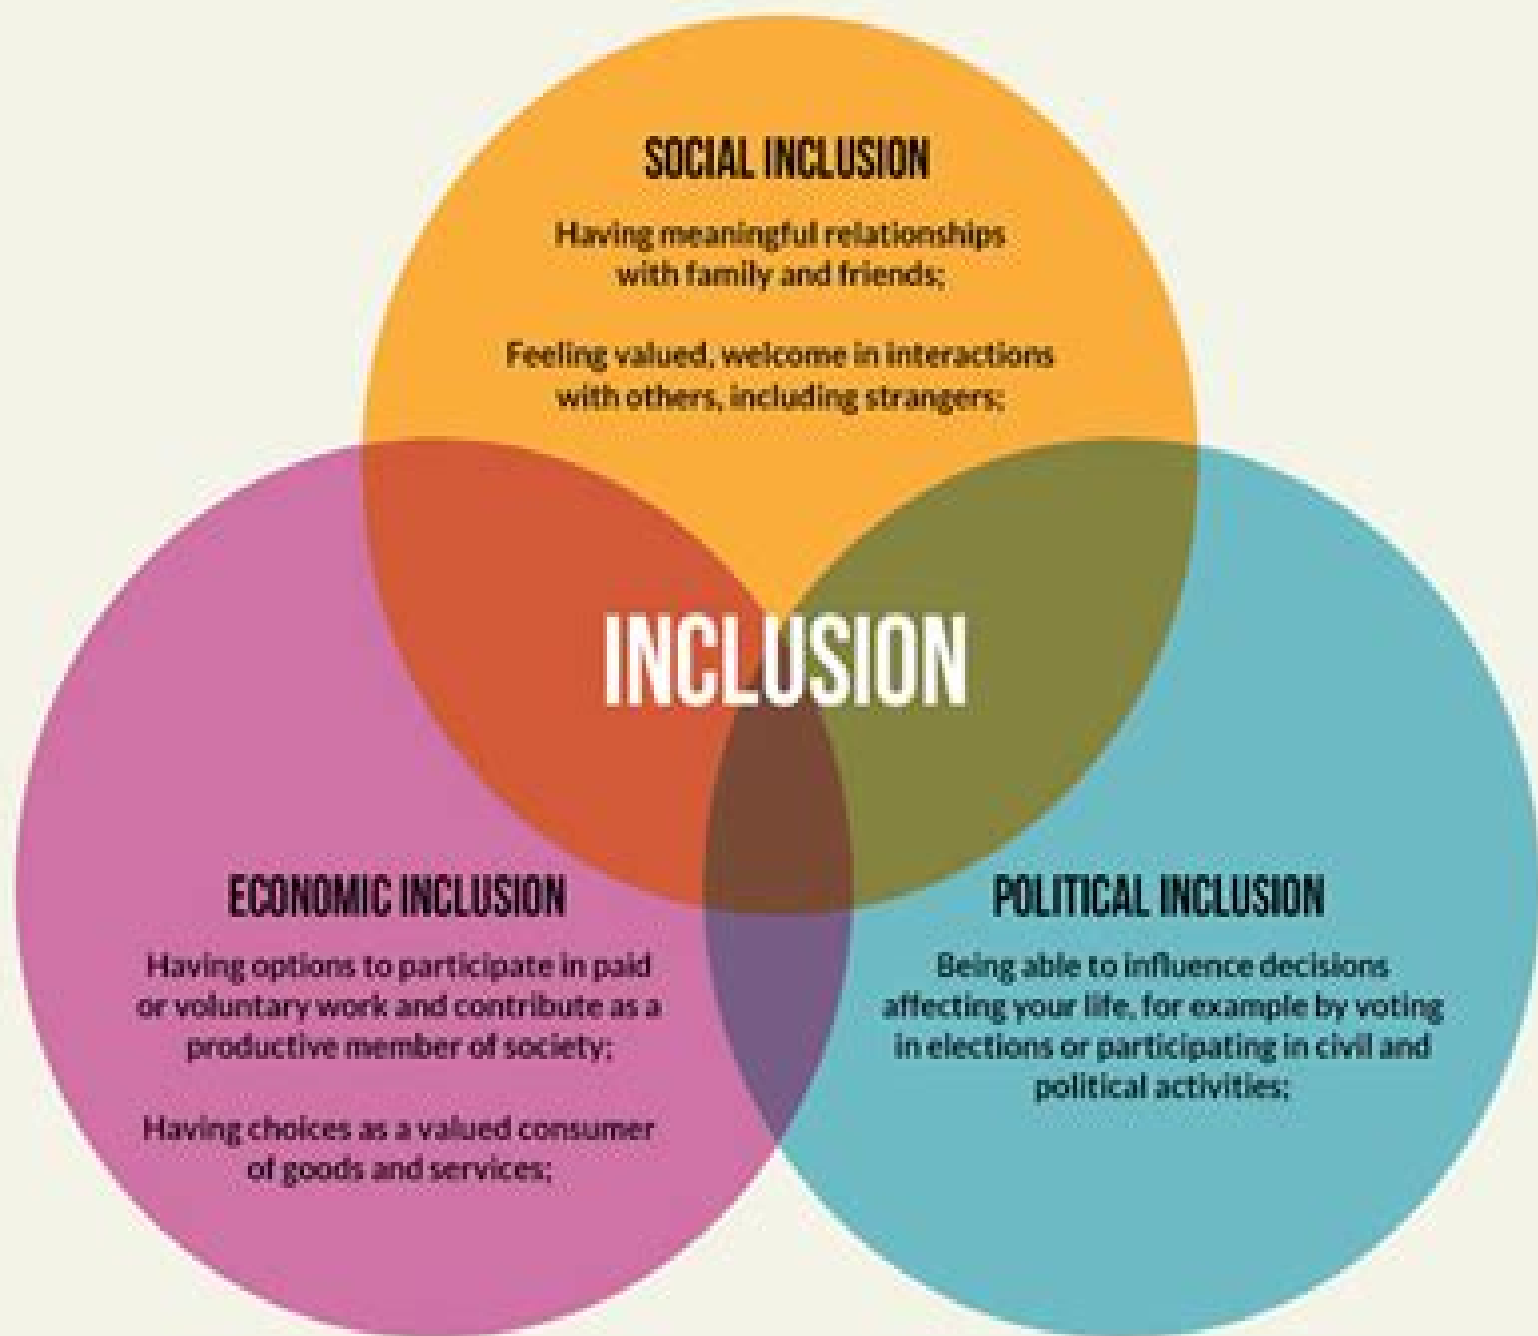 SOCIAL INCLUSION
Having meaningful relationships
with family and friends;
Feeling valued, welcome in interactions
with others, including strangers;
INCLUSION
ECONOMIC INCLUSION
Having options to participate in paid
or voluntary work and contribute as a
productive member of society;
Having choices as a valued consumer
of goods and services;
POLITICAL INCLUSION
Being able to influence decisions
affecting your life, for example by voting
in elections or participating in civil and
political activities;